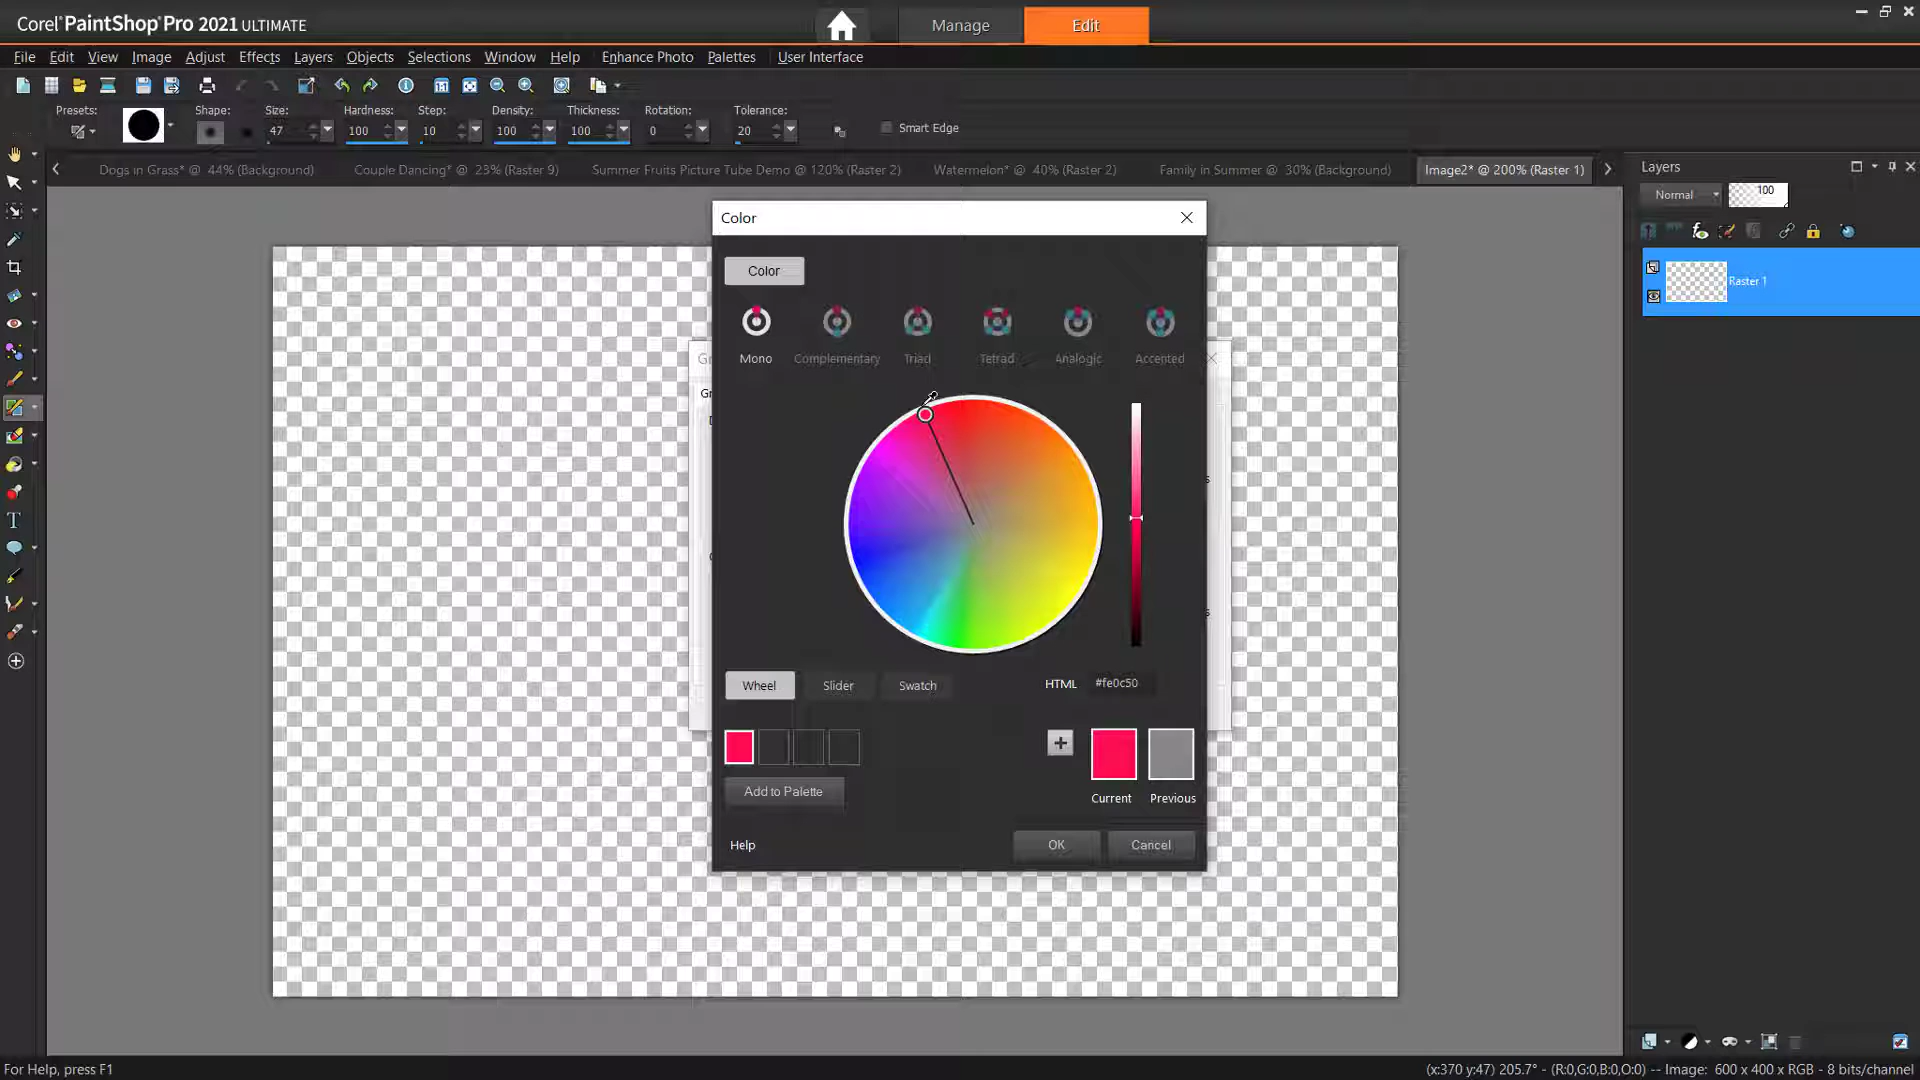 Corel PaintShop Pro 2021 ULTIMATE
Manage
Edit
File Edit View Image Adjust Effects Layers Objects Selections Window Help Enhance Photo Palettes User Interface
Presets: Shape: Size: Hardness: Step: Density: Thickness: Rotation: Tolerance:
47 100 10 100 100 0 20 Smart Edge
Dogs in Grass* @ 44% (Background) Couple Dancing* @ 23% (Raster 9) Summer Fruits Picture Tube Demo @ 120% (Raster 2) Watermelon* @ 40% (Raster 2) Family in Summer @ 30% (Background) Image2* @ 200% (Raster 1)
Layers
Normal 100
Raster 1
Color
Color
Mono Complementary Triad Tetrad Analogic Accented
Gr
Wheel Slider Swatch HTML #fe0c50
Add to Palette
Current Previous
Help OK Cancel
For Help, press F1
(x:370 y:47) 205.7° - (R:0,G:0,B:0,O:0) -- Image: 600 x 400 x RGB - 8 bits/channel